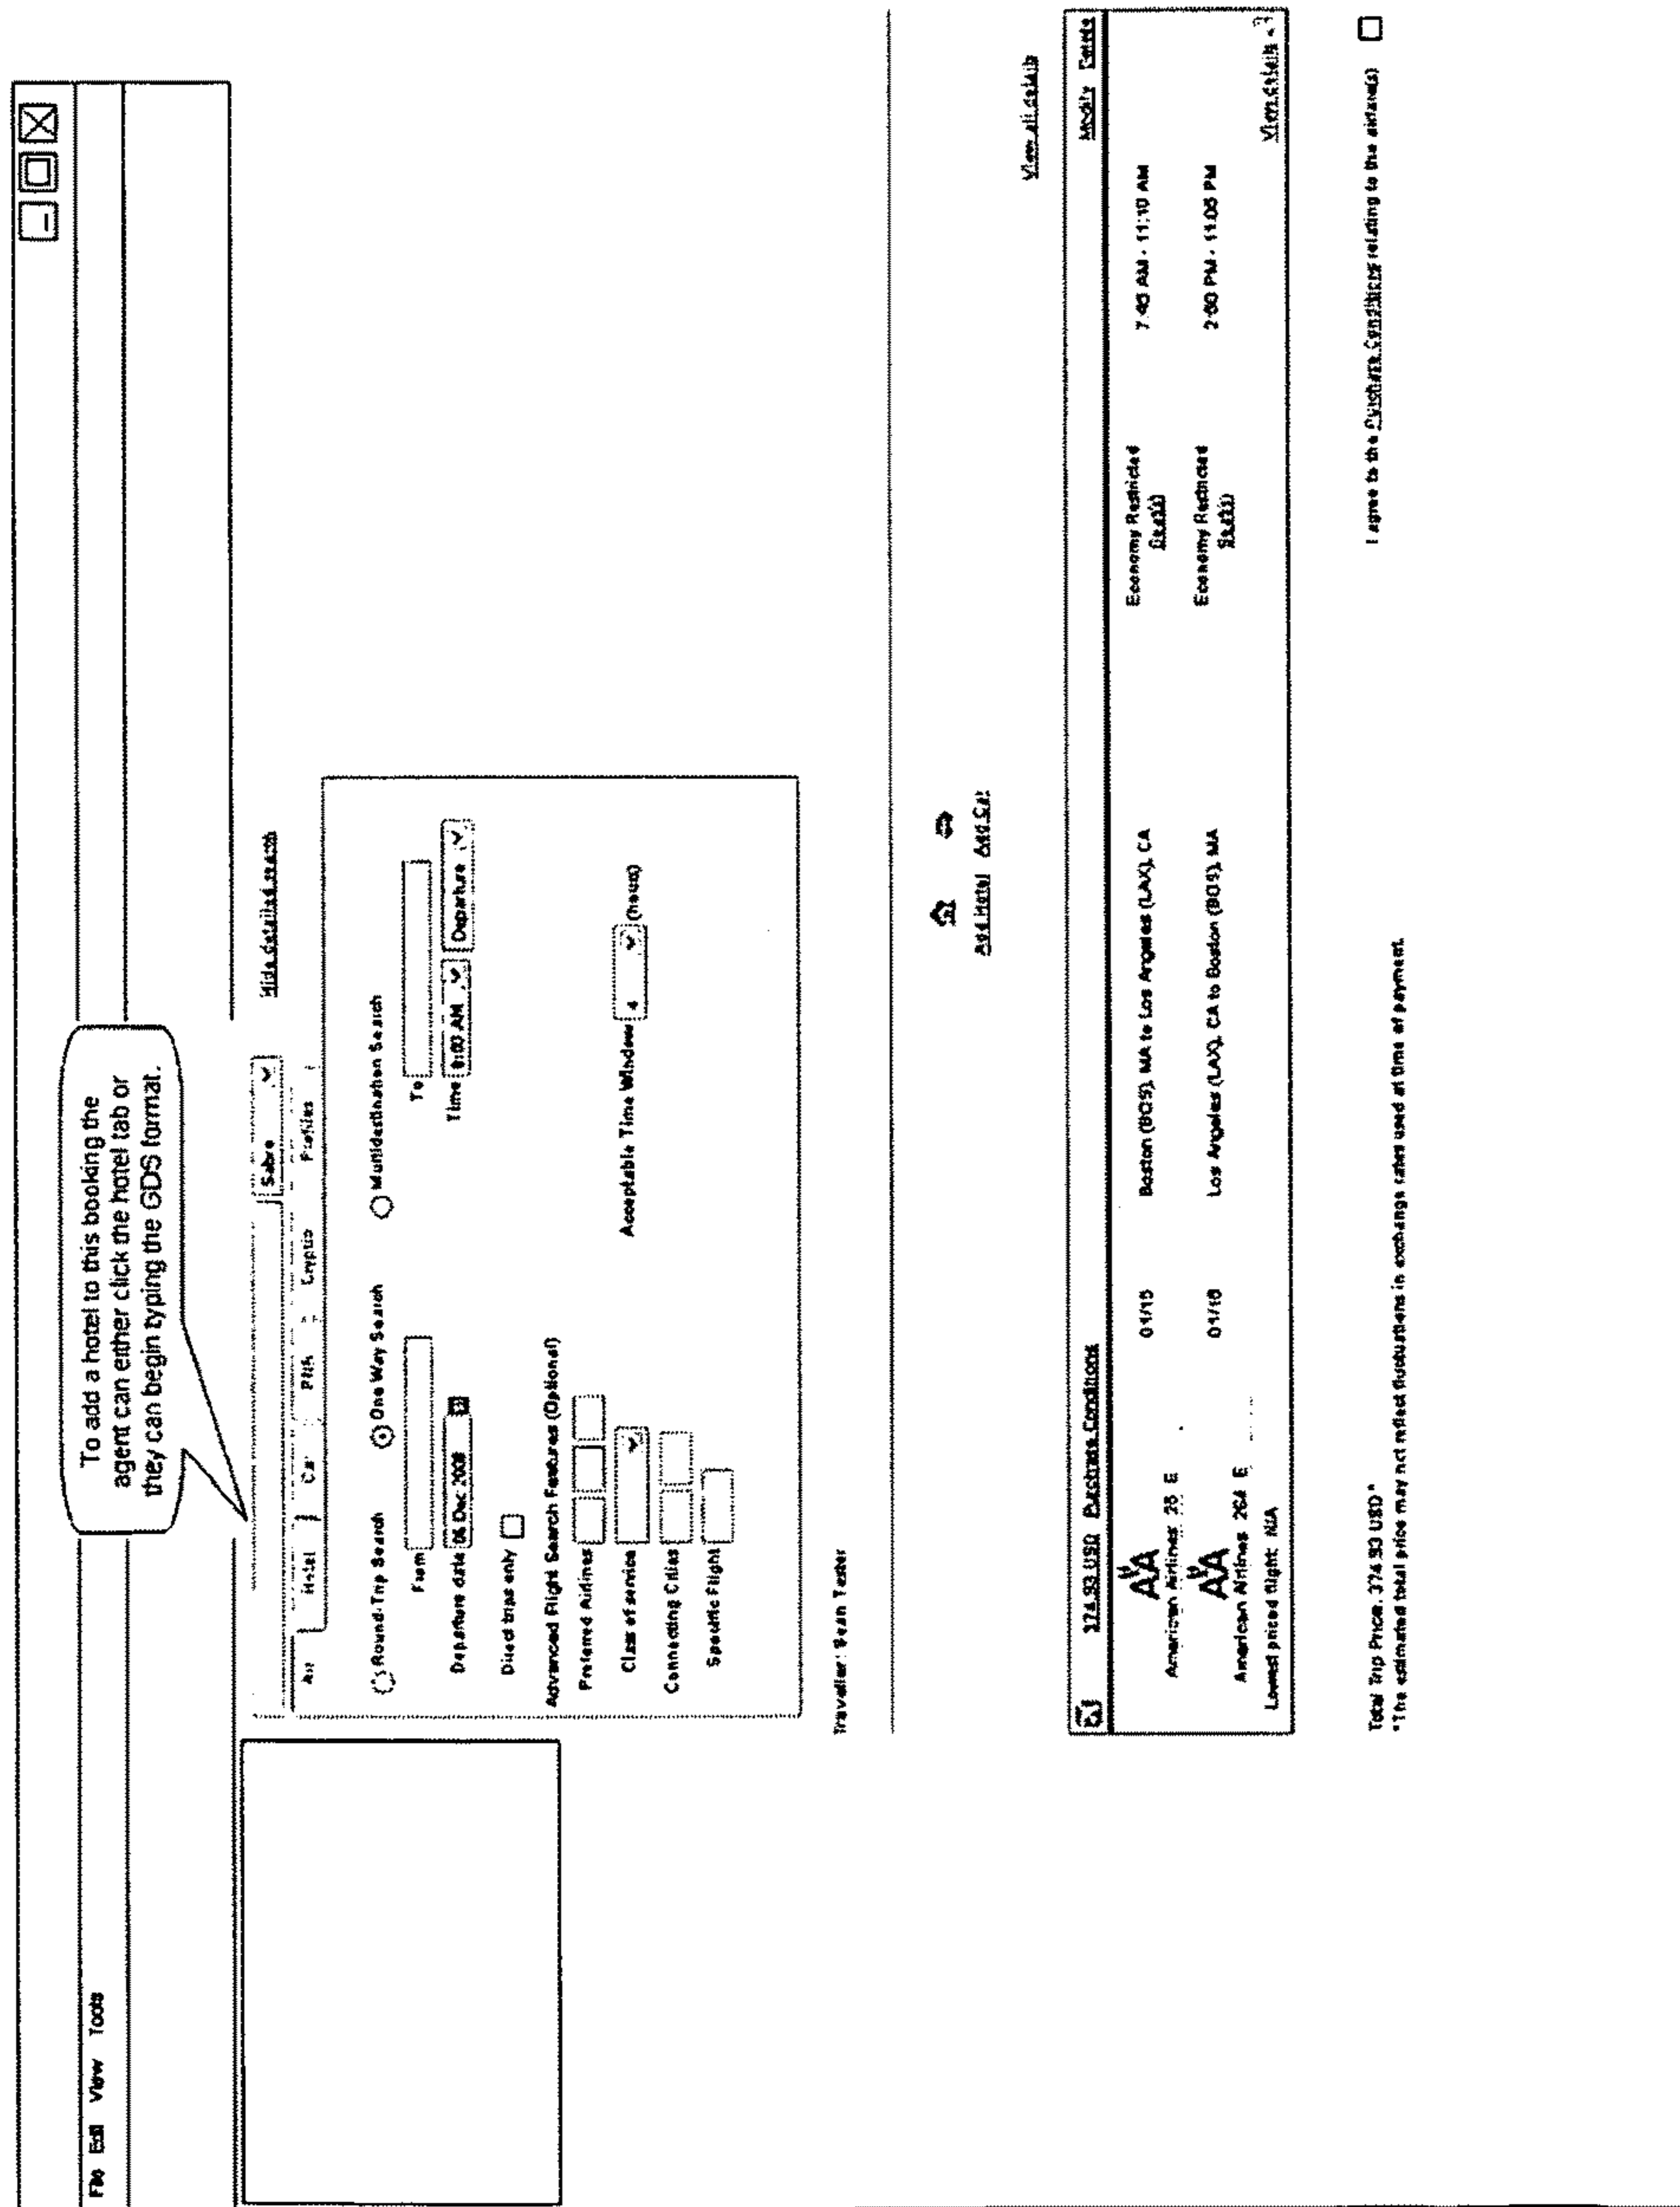 File Edit View Tools
To add a hotel to this booking the
agent can either click the hotel tab or
they can begin typing the GDS format.
Sabre
Hide detailed search
Air Hotel Car PNR Cryptic Profiles
Round-Trip Search One Way Search Multidestination Search
From To
Departure date 06 Dec 2008 Time 8:00 AM Departure
Direct trips only
Advanced Flight Search Features (Optional)
Preferred Airlines
Class of service Acceptable Time Window 4 (hours)
Connecting Cities
Specific Flight
Traveller: Sean Tester
Add Hotel Add Car
View all details
374.93 USD Purchase Conditions Modify Delete
AA 01/15 Boston (BOS), MA to Los Angeles (LAX), CA Economy Restricted 7:40 AM - 11:10 AM
American Airlines 25 E
AA 01/16 Los Angeles (LAX), CA to Boston (BOS), MA Economy Restricted 2:60 PM - 11:05 PM
American Airlines 264 E
Lowest priced flight: N/A View details
Total Trip Price: 374.93 USD* I agree to the Purchase Conditions relating to the airline(s)
*The estimated total price may not reflect fluctuations in exchange rates used at time of payment.